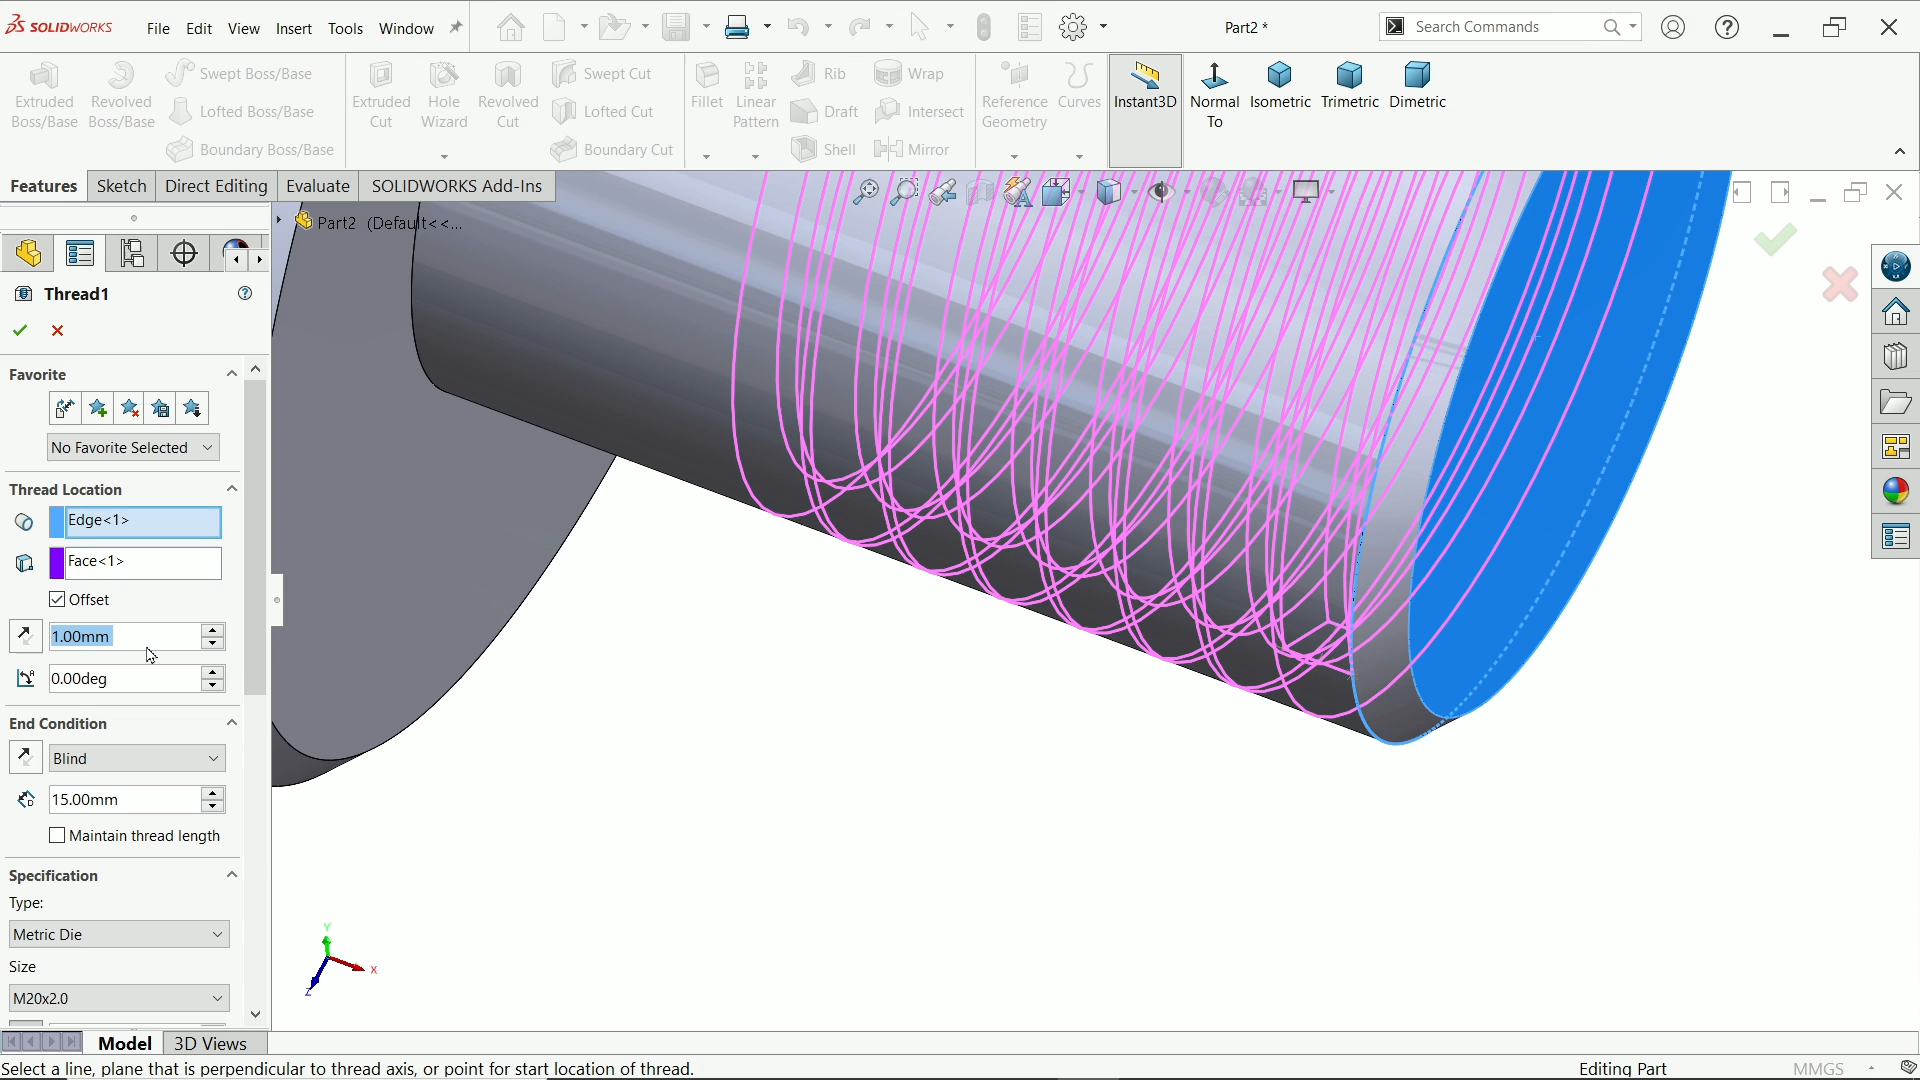 SOLIDWORKS
File Edit View Insert Tools Window
Part2 *
Search Commands
Extruded Boss/Base
Revolved Boss/Base
Swept Boss/Base
Lofted Boss/Base
Boundary Boss/Base
Extruded Cut
Hole Wizard
Revolved Cut
Swept Cut
Lofted Cut
Boundary Cut
Fillet
Linear Pattern
Rib
Draft
Shell
Wrap
Intersect
Mirror
Reference Geometry
Curves
Instant3D
Normal To
Isometric
Trimetric
Dimetric
Features Sketch Direct Editing Evaluate SOLIDWORKS Add-Ins
Part2 (Default<<...
Thread1
Favorite
No Favorite Selected
Thread Location
Edge<1>
Face<1>
Offset
1.00mm
0.00deg
End Condition
Blind
15.00mm
Maintain thread length
Specification
Type:
Metric Die
Size
M20x2.0
Y
X
Z
Model 3D Views
Select a line, plane that is perpendicular to thread axis, or point for start location of thread.
Editing Part
MMGS